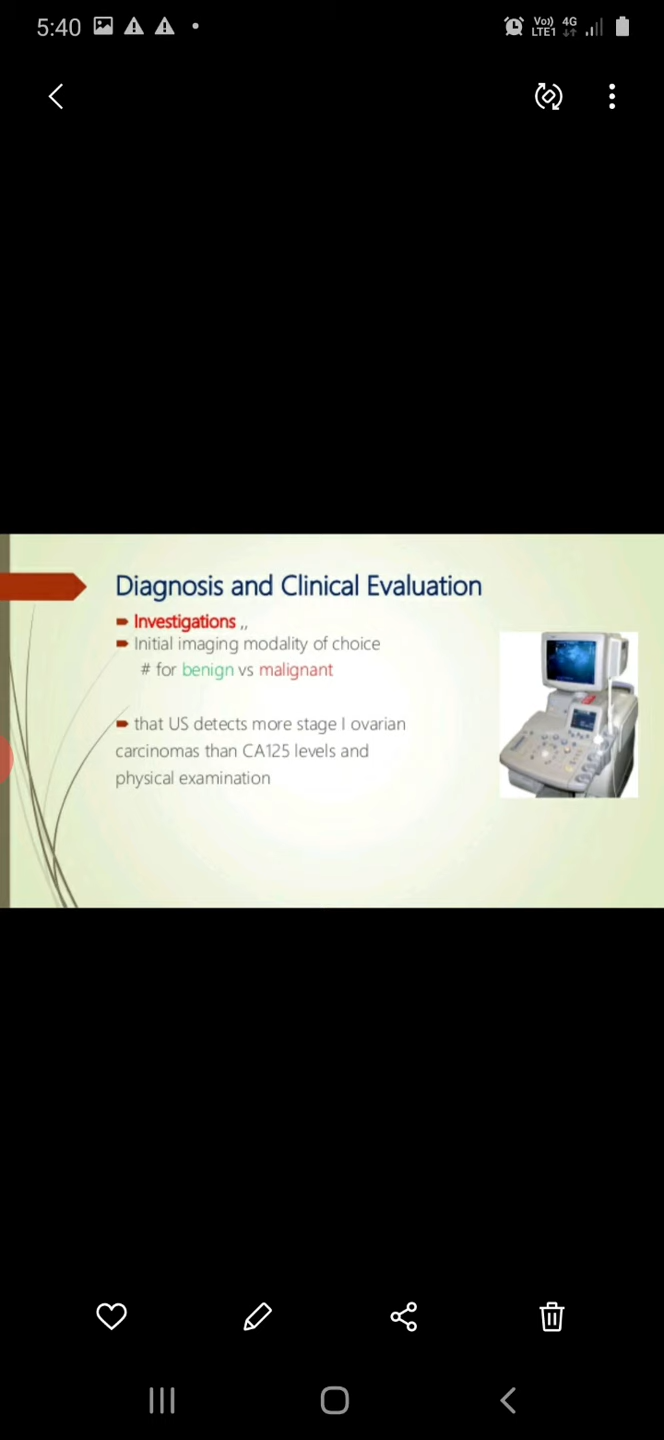 5:40
Vo)) 4G
LTE1
Diagnosis and Clinical Evaluation
Investigations ,,
Initial imaging modality of choice
# for benign vs malignant
that US detects more stage I ovarian
carcinomas than CA125 levels and
physical examination